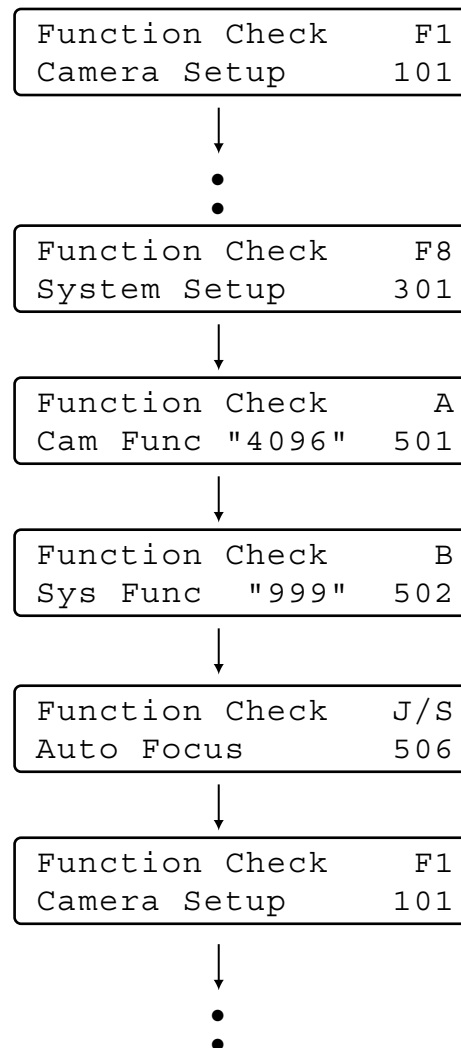 Function Check F1
Camera Setup 101
Function Check F8
System Setup 301
Function Check A
Cam Func "4096" 501
Function Check B
Sys Func "999" 502
Function Check J/S
Auto Focus 506
Function Check F1
Camera Setup 101